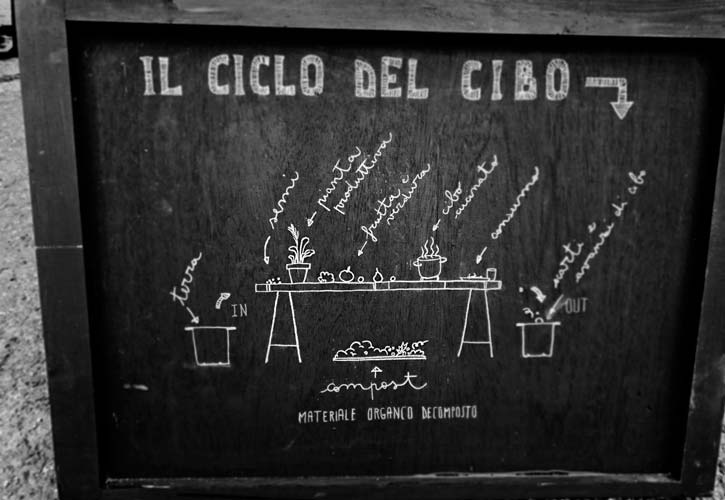 IL CICLO DEL CIBO
terra
IN
semi
pianta
produttiva
frutta e
verdura
cibo
cucinato
consumo
scarti e
avanzi di cibo
OUT
compost
MATERIALE ORGANCO DECOMPOSTO